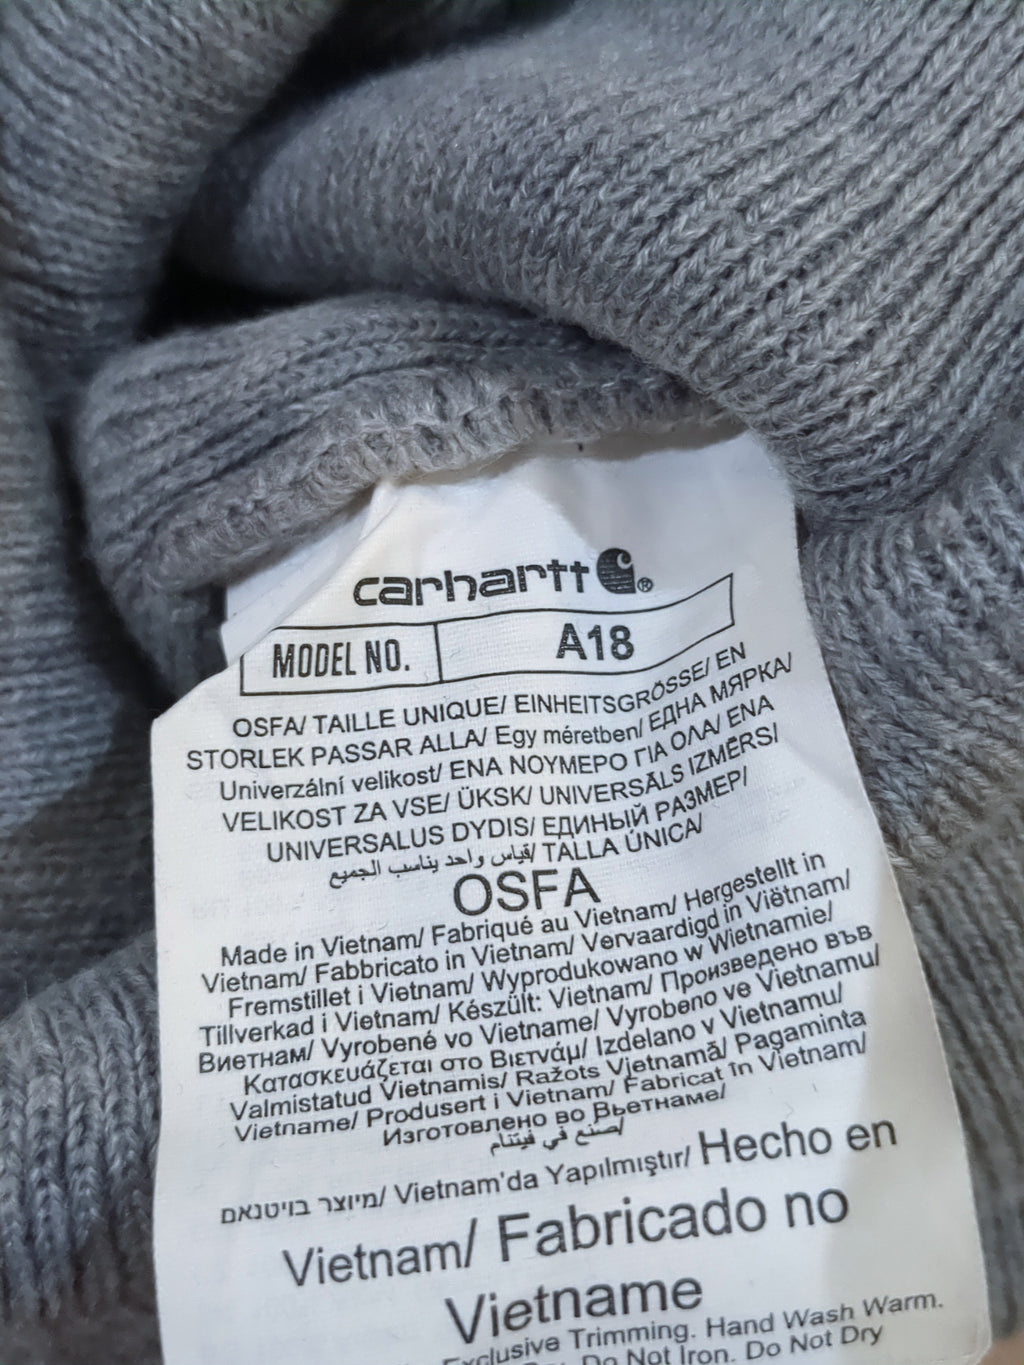 carhartt ®
MODEL NO. A18
OSFA/ TAILLE UNIQUE/ EINHEITSGRÖSSE/ EN
STORLEK PASSAR ALLA/ Egy méretben/ ЕДНА МЯРКА/
Univerzální velikost/ ΕΝΑ ΝΟΥΜΕΡΟ ΓΙΑ ΟΛΑ/ ENA
VELIKOST ZA VSE/ ÜKSK/ UNIVERSĀLS IZMĒRS/
UNIVERSALUS DYDIS/ ЕДИНЫЙ РАЗМЕР/
قياس واحد يناسب الجميع/ TALLA ÚNICA/
OSFA
Made in Vietnam/ Fabriqué au Vietnam/ Hergestellt in
Vietnam/ Fabbricato in Vietnam/ Vervaardigd in Viëtnam/
Fremstillet i Vietnam/ Wyprodukowano w Wietnamie/
Tillverkad i Vietnam/ Készült: Vietnam/ Произведено във
Виетнам/ Vyrobené vo Vietname/ Vyrobeno ve Vietnamu/
Κατασκευάζεται στο Βιετνάμ/ Izdelano v Vietnamu/
Valmistatud Vietnamis/ Ražots Vjetnamā/ Pagaminta
Vietname/ Produsert i Vietnam/ Fabricat în Vietnam/
Изготовлено во Вьетнаме/
صنع في فيتنام/
מיוצר בוויטנאם/ Vietnam'da Yapılmıştır/ Hecho en
Vietnam/ Fabricado no
Vietname
Exclusive Trimming. Hand Wash Warm.
Do Not Iron. Do Not Dry